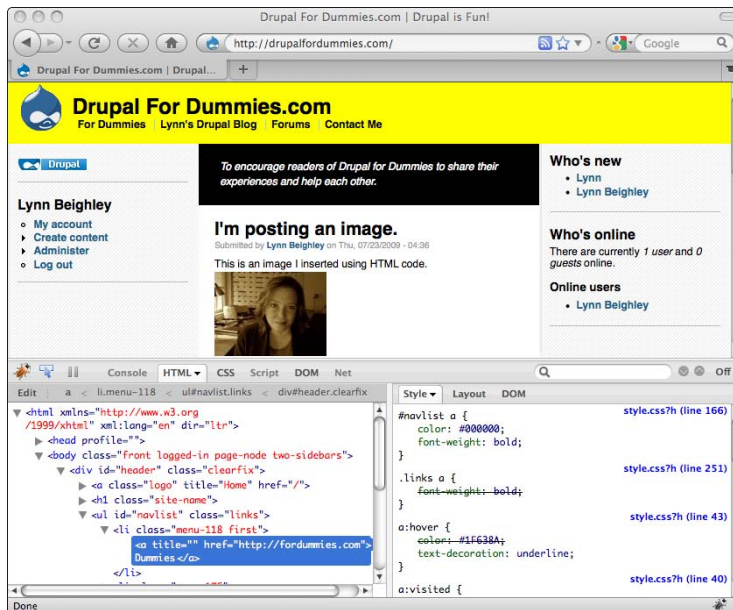 Drupal For Dummies.com | Drupal is Fun!
http://drupalfordummies.com/
Google
Drupal For Dummies.com | Drupal...
+
Drupal For Dummies.com
For Dummies | Lynn's Drupal Blog | Forums | Contact Me
Drupal
Lynn Beighley
My account
Create content
Administer
Log out
To encourage readers of Drupal for Dummies to share their
experiences and help each other.
I'm posting an image.
Submitted by Lynn Beighley on Thu, 07/23/2009 - 04:36
This is an image I inserted using HTML code.
Who's new
Lynn
Lynn Beighley
Who's online
There are currently 1 user and 0
guests online.
Online users
Lynn Beighley
Console HTML CSS Script DOM Net
Off
Edit a < li.menu-118 < ul#navlist.links < div#header.clearfix
<html xmlns="http://www.w3.org
/1999/xhtml" xml:lang="en" dir="ltr">
<head profile="">
<body class="front logged-in page-node two-sidebars">
<div id="header" class="clearfix">
<a class="logo" title="Home" href="/">
<h1 class="site-name">
<ul id="navlist" class="links">
<li class="menu-118 first">
<a title="" href="http://fordummies.com">
Dummies</a>
</li>
Style Layout DOM
#navlist a { style.css?h (line 166)
color: #000000;
font-weight: bold;
}
.links a { style.css?h (line 251)
font-weight: bold;
}
a:hover { style.css?h (line 43)
color: #1F638A;
text-decoration: underline;
}
a:visited { style.css?h (line 40)
Done